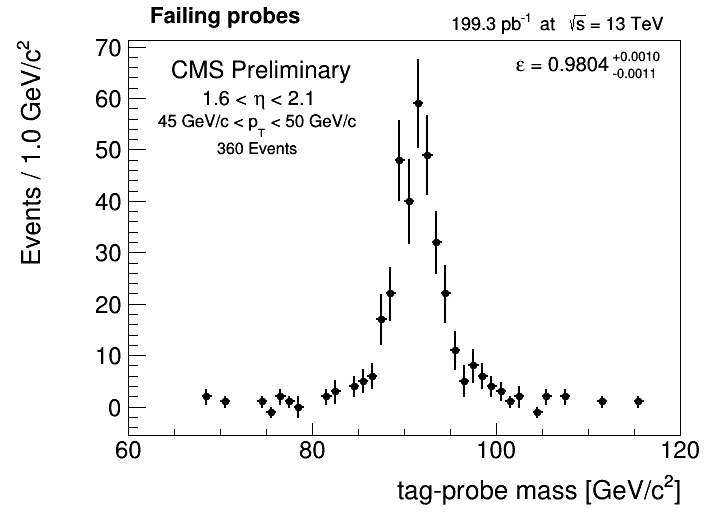 Failing probes
199.3 pb⁻¹ at √s = 13 TeV
CMS Preliminary
1.6 < η < 2.1
45 GeV/c < p_T < 50 GeV/c
360 Events
ε = 0.9804 +0.0010 -0.0011
Events / 1.0 GeV/c²
70
60
50
40
30
20
10
0
60 80 100 120
tag-probe mass [GeV/c²]